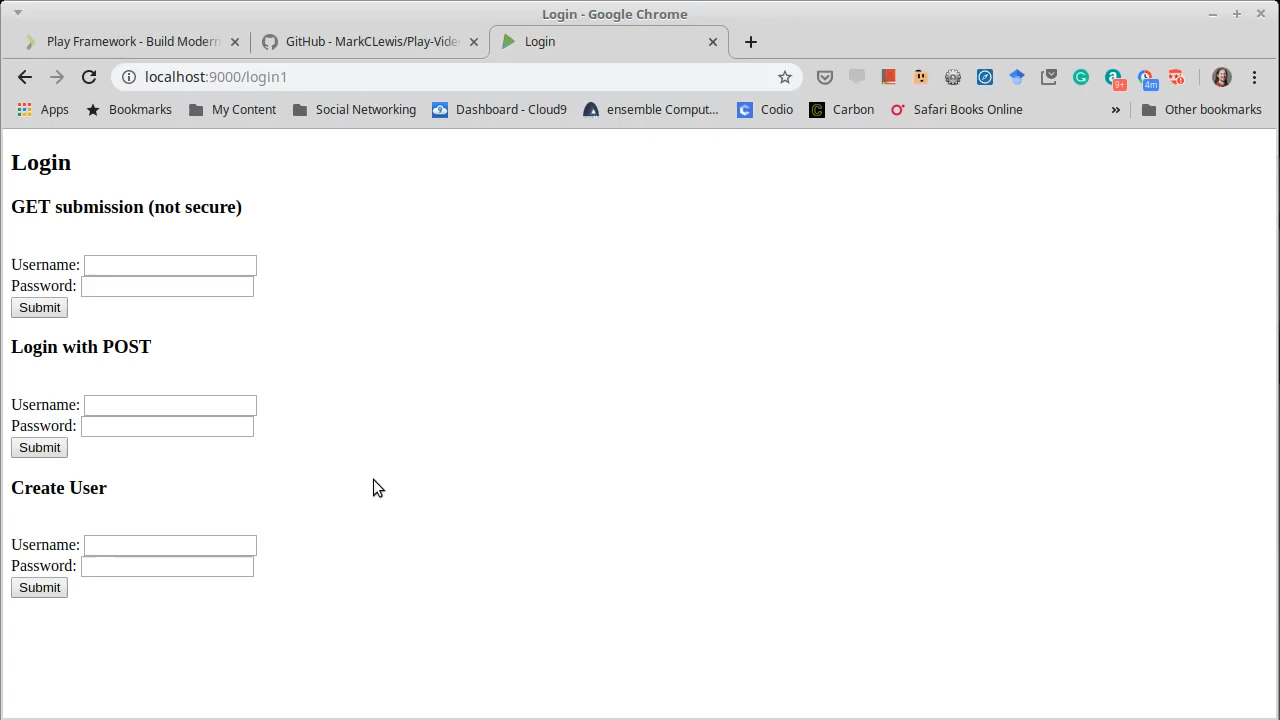 Login - Google Chrome
Play Framework - Build Modern
GitHub - MarkCLewis/Play-Vide
Login
localhost:9000/login1
9+
4m
Apps
Bookmarks
My Content
Social Networking
Dashboard - Cloud9
ensemble Comput...
Codio
Carbon
Safari Books Online
»
Other bookmarks
Login
GET submission (not secure)
Username:
Password:
Submit
Login with POST
Username:
Password:
Submit
Create User
Username:
Password:
Submit